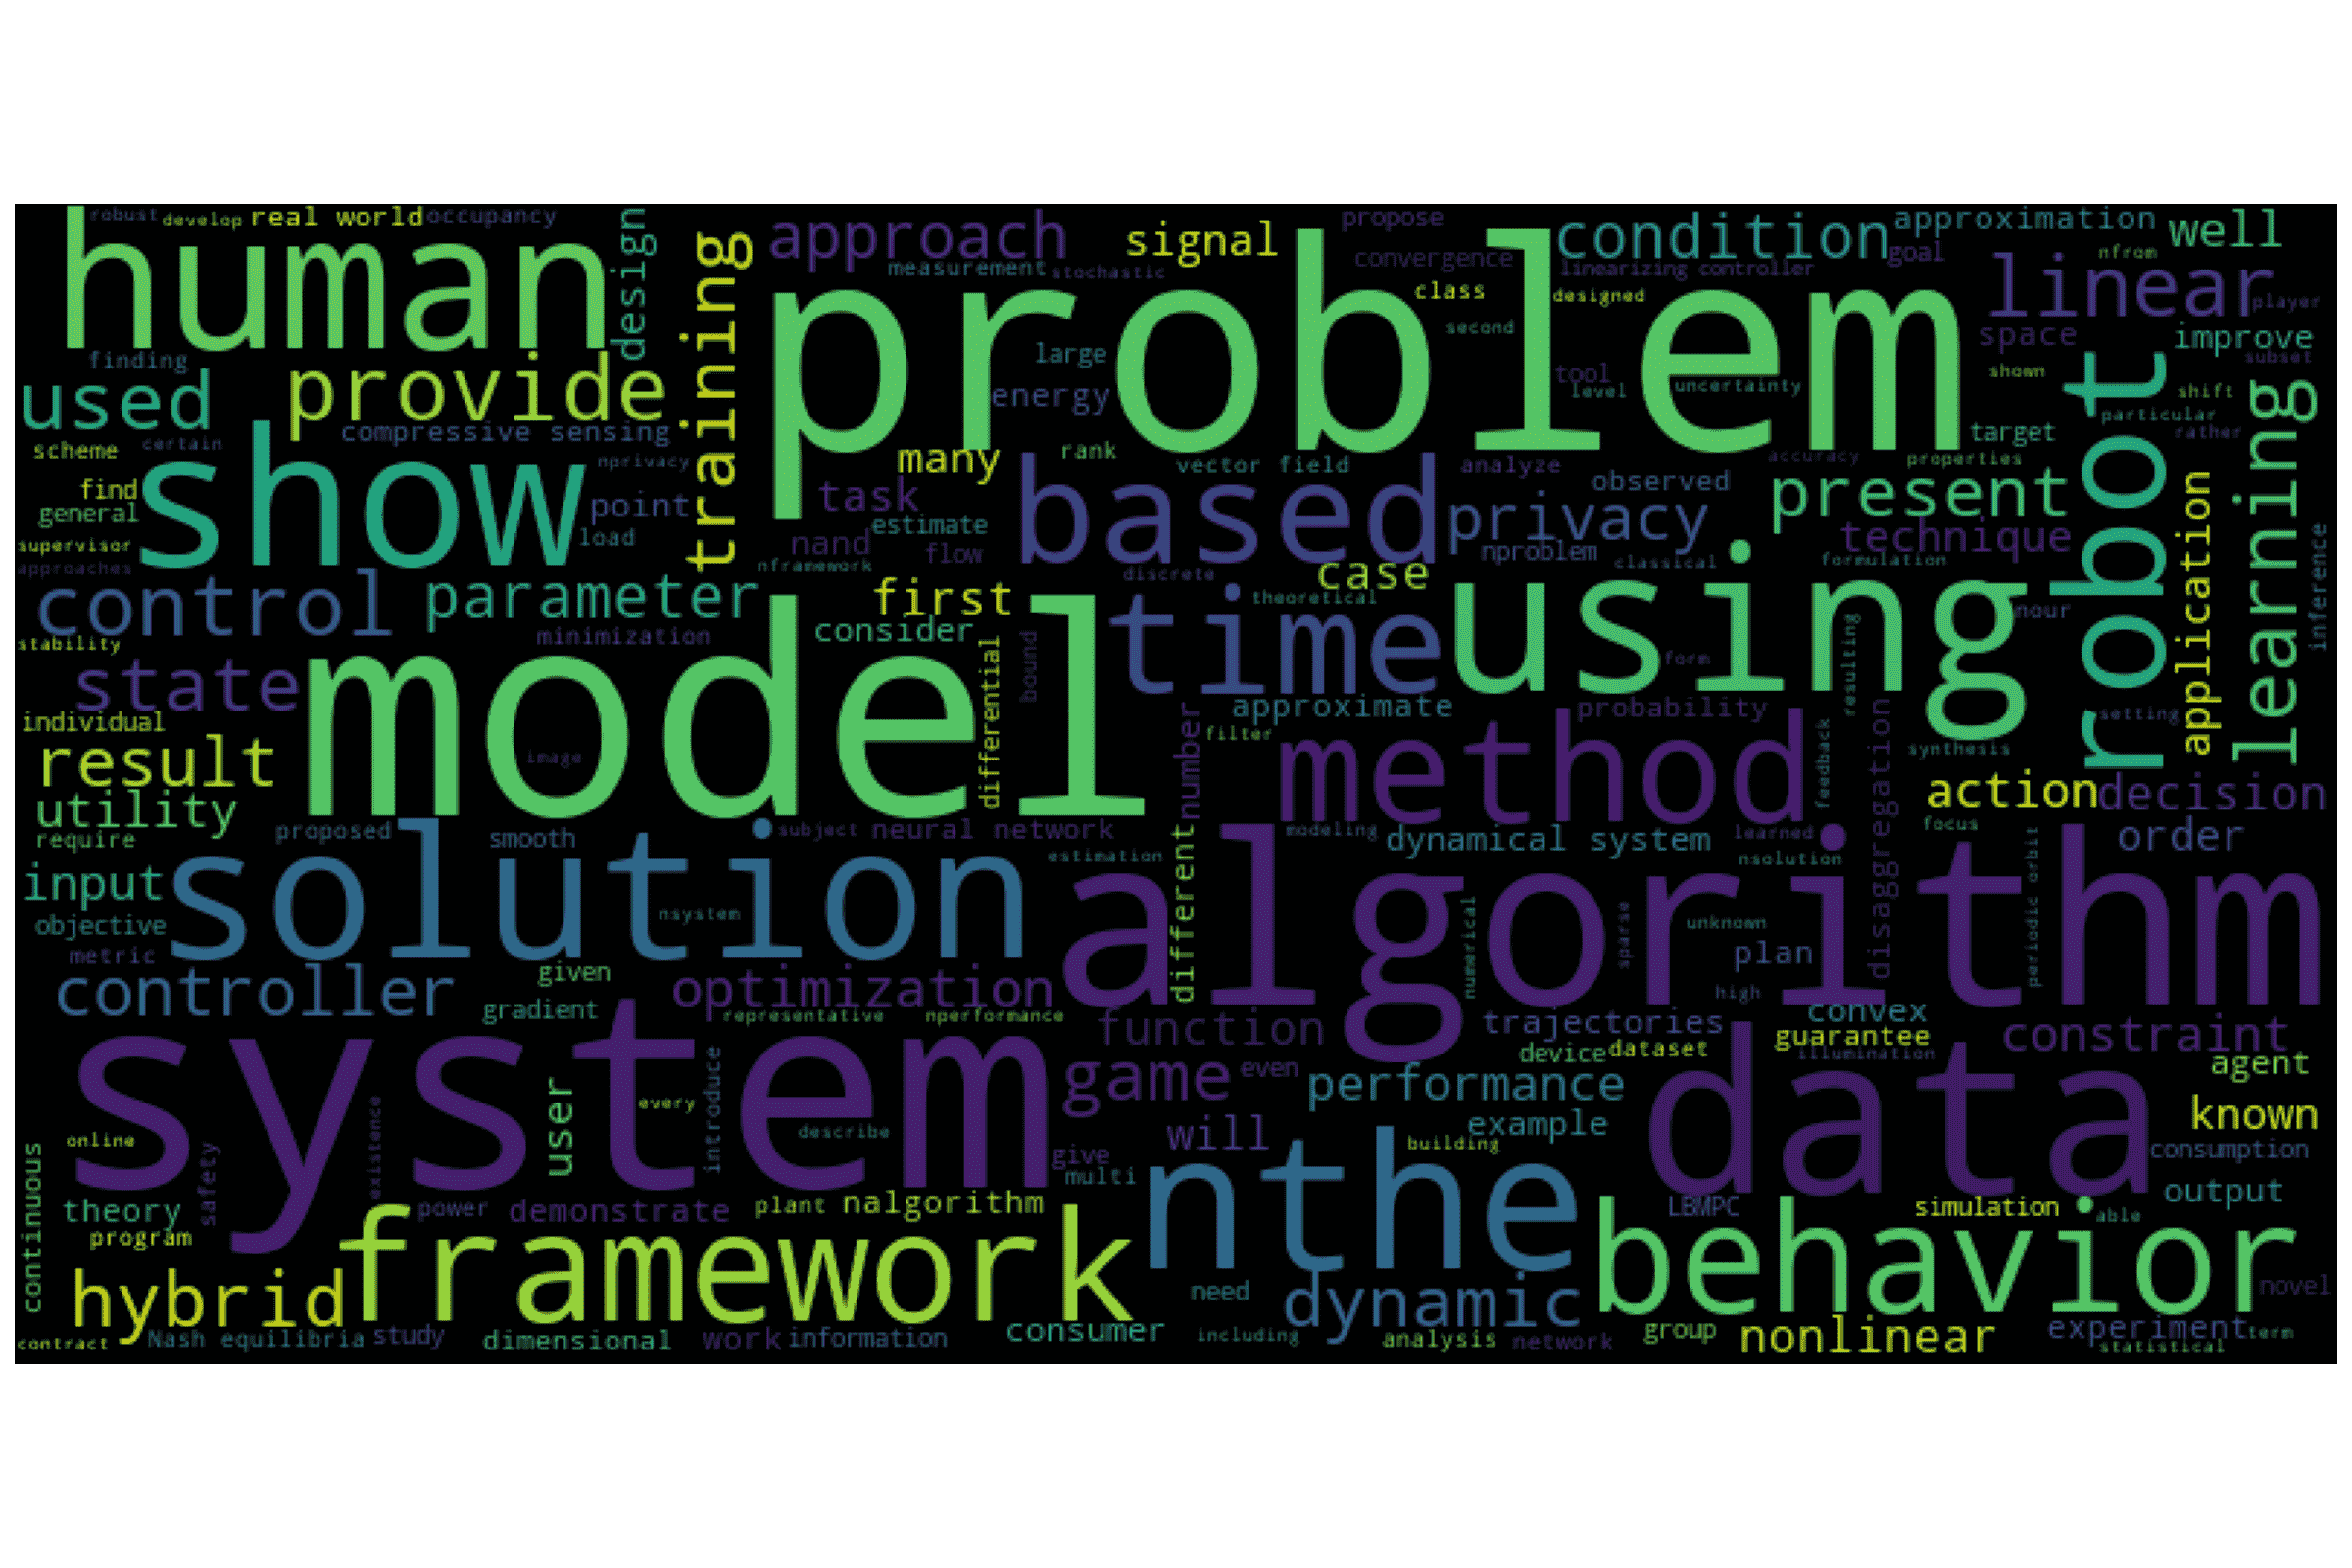 robust develop real world occupancy
human
design
training
approach
signal
propose
condition
approximation
well
measurement stochastic
convergence
linearizing controller
goal
nfrom
problem
class
designed
linear
player
finding
second
space
improve
used
provide
large
energy
tool
level
uncertainty
shown
subset
shift
robot
learning
compressive sensing
particular
rather
scheme
certain
show
nprivacy
many
rank
vector field
analyze
target
accuracy
properties
find
general
point
task
based
observed
present
application
estimate
privacy
technique
supervisor
load
nand
flow
nproblem
classical
formulation
approaches
nframework
discrete
case
inference
control
parameter
first
theoretical
time
using
nour
stability
minimization
consider
form
resulting
state
model
differential
bound
approximate
probability
setting
individual
filter
method
feedback
disaggregation
synthesis
result
image
number
utility
action
decision
require
proposed
smooth
subject
neural network
modeling
dynamical system
learned
focus
order
solution
estimation
different
algorithm
nsolution
input
periodic orbit
objective
nsystem
numerical
sparse
unknown
metric
given
plan
controller
gradient
optimization
high
representative
nperformance
function
trajectories
convex
constraint
guarantee
system
device
dataset
illumination
agent
game
even
performance
data
user
every
introduce
known
existence
describe
will
example
online
building
consumption
continuous
safety
give
multi
nthe
theory
power
demonstrate
plant
nalgorithm
LBMPC
simulation
able
output
program
framework
behavior
hybrid
need
dynamic
novel
contract
Nash equilibria
study
dimensional
work
information
consumer
including
analysis
network
group
nonlinear
experiment
term
statistical